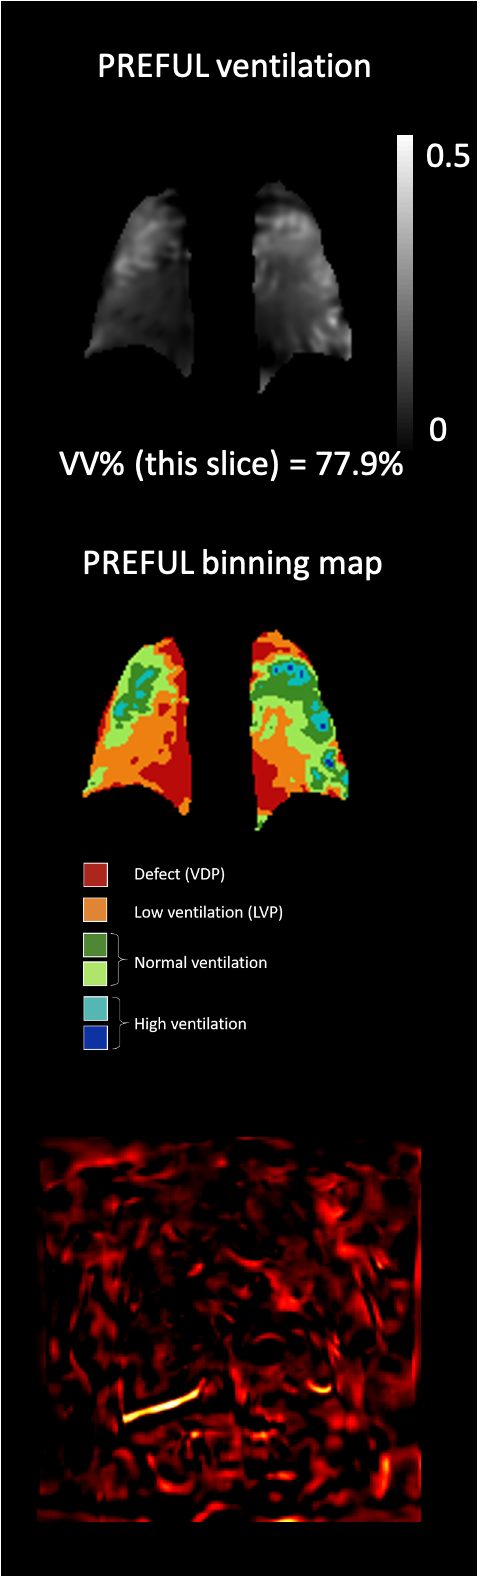 PREFUL ventilation
0.5
0
VV% (this slice) = 77.9%
PREFUL binning map
Defect (VDP)
Low ventilation (LVP)
Normal ventilation
High ventilation